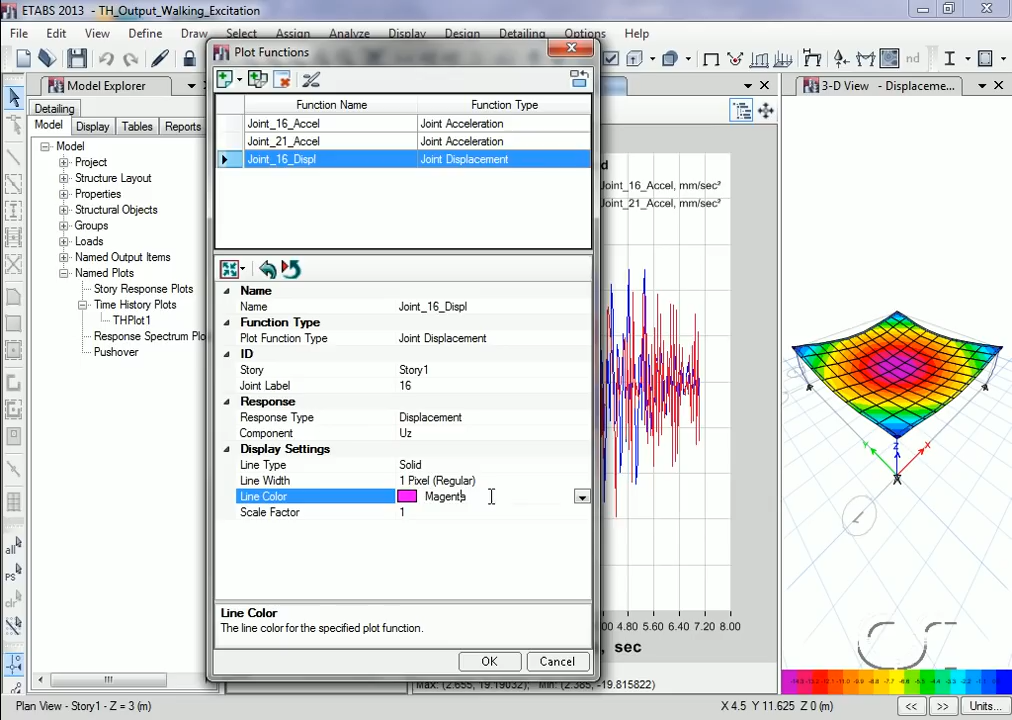 ETABS 2013 - TH_Output_Walking_Excitation
File Edit View Define Draw Select Assign Analyze Display Design Detailing Options Help
Plot Functions
nd
Model Explorer
3-D View - Displaceme...
Detailing
Model Display Tables Reports
Function Name Function Type
Joint_16_Accel Joint Acceleration
Joint_21_Accel Joint Acceleration
Joint_16_Displ Joint Displacement
Model
Project
Structure Layout
Properties
Structural Objects
Groups
Loads
Named Output Items
Named Plots
Story Response Plots
Time History Plots
THPlot1
Response Spectrum Plo
Pushover
d
Joint_16_Accel, mm/sec²
Joint_21_Accel, mm/sec²
Name
Name Joint_16_Displ
Function Type
Plot Function Type Joint Displacement
ID
Story Story1
Joint Label 16
Response
Response Type Displacement
Component Uz
Display Settings
Line Type Solid
Line Width 1 Pixel (Regular)
Line Color Magenta
Scale Factor 1
Line Color
The line color for the specified plot function.
OK Cancel
all
PS
clr
.00 4.80 5.60 6.40 7.20 8.00
, sec
Max: (2.655, 19.19032); Min: (2.385, -19.815822)
Y Z X
X
Plan View - Story1 - Z = 3 (m)
X 4.5 Y 11.625 Z 0 (m)
<< >> Units...